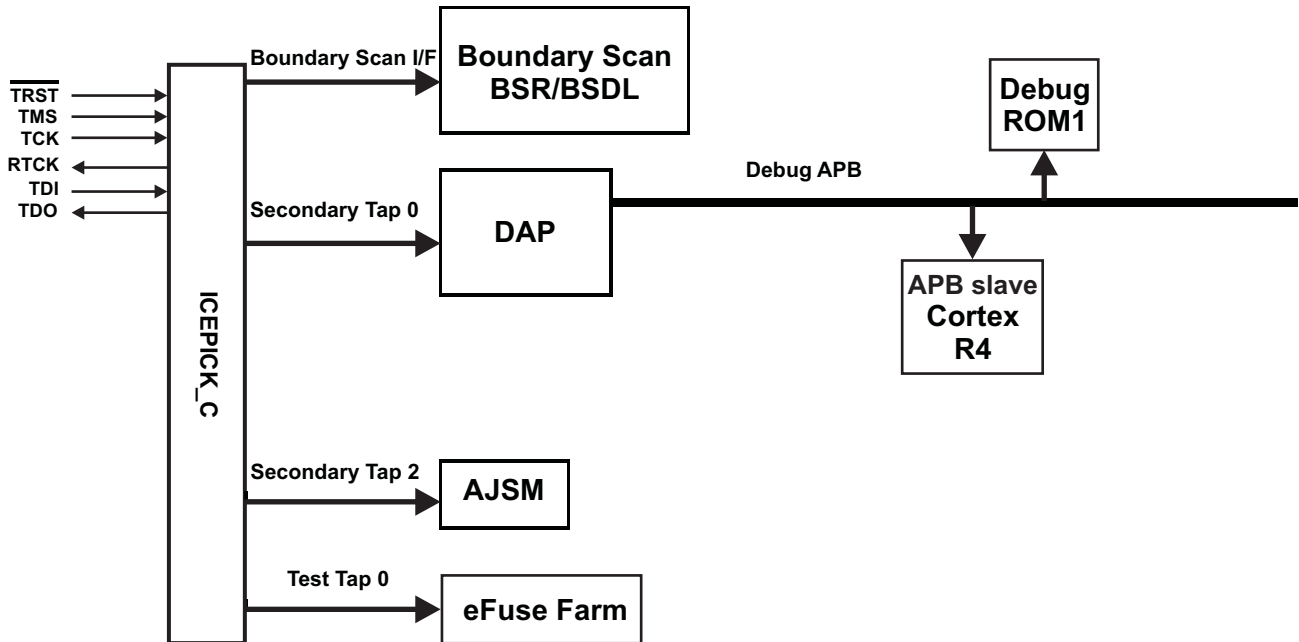 Boundary Scan I/F
Boundary Scan
BSR/BSDL
TRST
TMS
TCK
RTCK
TDI
TDO
ICEPICK_C
Secondary Tap 0
DAP
Debug APB
Debug
ROM1
APB slave
Cortex
R4
Secondary Tap 2
AJSM
Test Tap 0
eFuse Farm